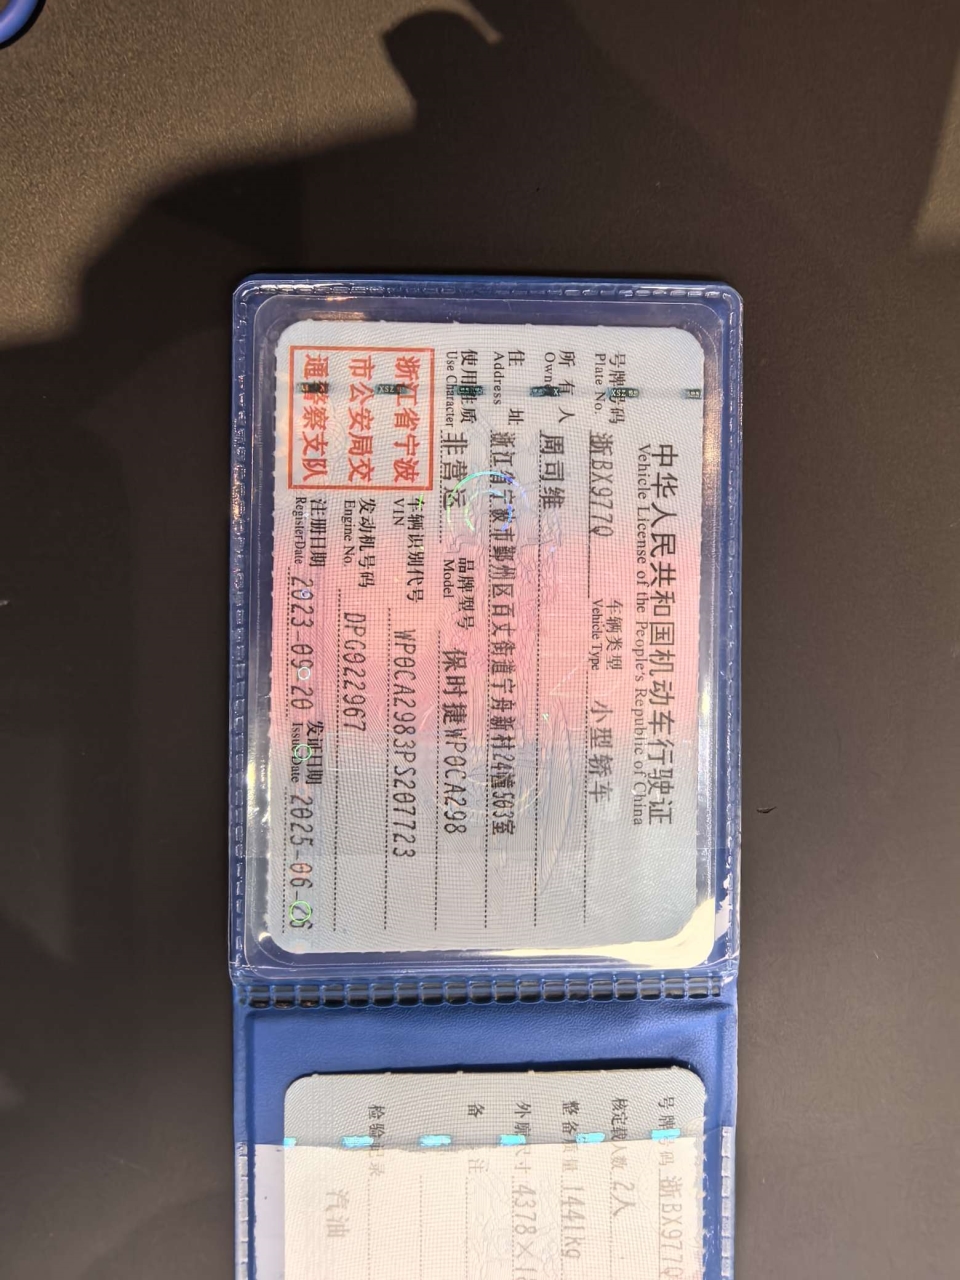 中华人民共和国机动车行驶证
Vehicle License of the People's Republic of China
号牌号码 浙BX977Q 车辆类型 小型轿车
Plate No. Vehicle Type
所有人 周司维
Owner
住址 浙江省宁波市鄞州区百丈街道宁舟新村24幢503室
Address
使用性质 非营运 品牌型号 保时捷WP0CA298
Use Character Model
浙江省宁波市公安局交通警察支队
车辆识别代号 WP0CA2983PS207723
VIN
发动机号码 DPG022967
Engine No.
注册日期 2023-09-20 发证日期 2025-06-26
Register Date Issue Date
号牌号码 浙BX977Q
核定载人数 2人
整备质量 1441kg
外廓尺寸 4378×1
备注
检验记录
汽油